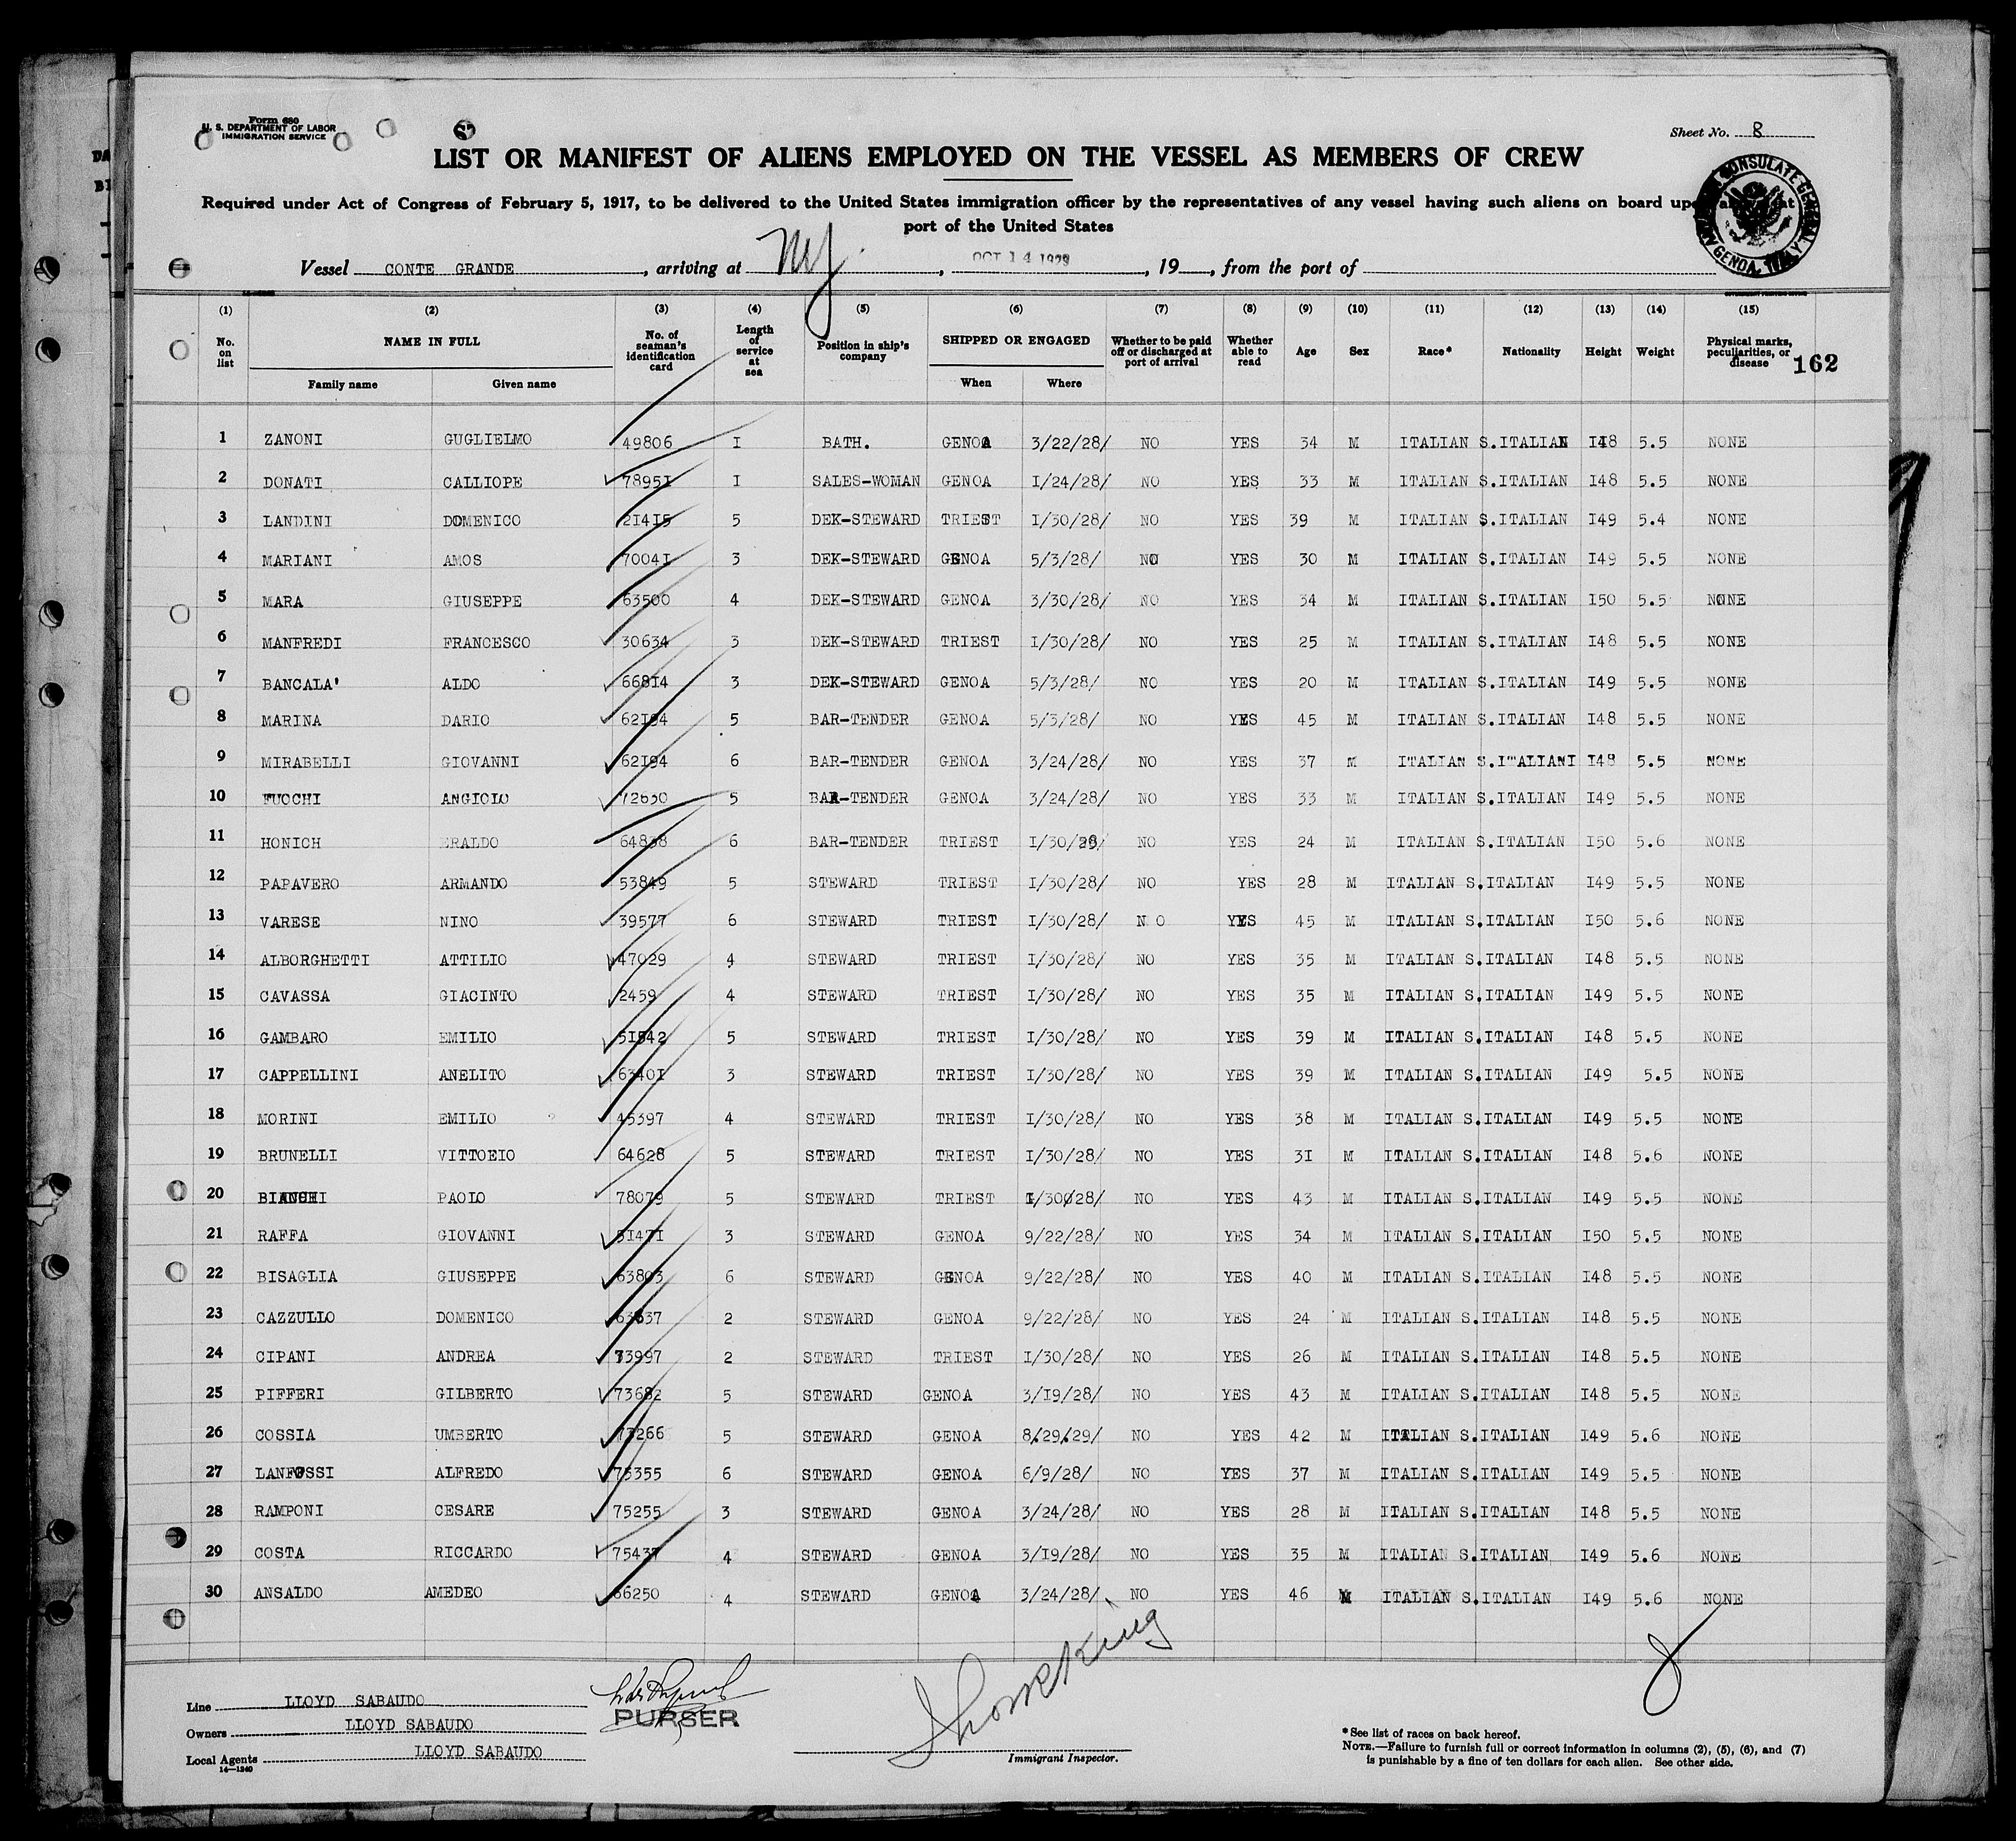 Form 680
U. S. DEPARTMENT OF LABOR
IMMIGRATION SERVICE
Sheet No. 8
LIST OR MANIFEST OF ALIENS EMPLOYED ON THE VESSEL AS MEMBERS OF CREW
Required under Act of Congress of February 5, 1917, to be delivered to the United States immigration officer by the representatives of any vessel having such aliens on board upon arrival at
port of the United States
AMERICAN CONSULATE GENERAL GENOA, ITALY
Vessel CONTE GRANDE, arriving at NY, OCT 14 1928, 19, from the port of
(1) (2) (3) (4) (5) (6) (7) (8) (9) (10) (11) (12) (13) (14) (15)
No. on list NAME IN FULL Family name Given name No. of seaman's identification card Length of service at sea Position in ship's company SHIPPED OR ENGAGED When Where Whether to be paid off or discharged at port of arrival Whether able to read Age Sex Race* Nationality Height Weight Physical marks, peculiarities, or disease
162
1 ZANONI GUGLIELMO 49806 I BATH. GENOA 3/22/28/ NO YES 34 M ITALIAN S.ITALIAN I48 5.5 NONE
2 DONATI CALLIOPE 7895I I SALES-WOMAN GENOA I/24/28/ NO YES 33 M ITALIAN S.ITALIAN I48 5.5 NONE
3 LANDINI DOMENICO 2I4I5 5 DEK-STEWARD TRIEST I/30/28/ NO YES 39 M ITALIAN S.ITALIAN I49 5.4 NONE
4 MARIANI AMOS 7004I 3 DEK-STEWARD GENOA 5/3/28/ NO YES 30 M ITALIAN S.ITALIAN I49 5.5 NONE
5 MARA GIUSEPPE 63500 4 DEK-STEWARD GENOA 3/30/28/ NO YES 34 M ITALIAN S.ITALIAN I50 5.5 NONE
6 MANFREDI FRANCESCO 30634 3 DEK-STEWARD TRIEST I/30/28/ NO YES 25 M ITALIAN S.ITALIAN I48 5.5 NONE
7 BANCALA' ALDO 668I4 3 DEK-STEWARD GENOA 5/3/28/ NO YES 20 M ITALIAN S.ITALIAN I49 5.5 NONE
8 MARINA DARIO 62I94 5 BAR-TENDER GENOA 5/3/28/ NO YES 45 M ITALIAN S.ITALIAN I48 5.5 NONE
9 MIRABELLI GIOVANNI 62I94 6 BAR-TENDER GENOA 3/24/28/ NO YES 37 M ITALIAN S.ITALIANI I48 5.5 NONE
10 FUOCHI ANGIOLO 72630 5 BAR-TENDER GENOA 3/24/28/ NO YES 33 M ITALIAN S.ITALIAN I49 5.5 NONE
11 HONICH ERALDO 64838 6 BAR-TENDER TRIEST I/30/28/ NO YES 24 M ITALIAN S.ITALIAN I50 5.6 NONE
12 PAPAVERO ARMANDO 53849 5 STEWARD TRIEST I/30/28/ NO YES 28 M ITALIAN S.ITALIAN I49 5.5 NONE
13 VARESE NINO 39577 6 STEWARD TRIEST I/30/28/ N O YES 45 M ITALIAN S.ITALIAN I50 5.6 NONE
14 ALBORGHETTI ATTILIO 47029 4 STEWARD TRIEST I/30/28/ NO YES 35 M ITALIAN S.ITALIAN I48 5.5 NONE
15 CAVASSA GIACINTO 2459 4 STEWARD TRIEST I/30/28/ NO YES 35 M ITALIAN S.ITALIAN I49 5.5 NONE
16 GAMBARO EMILIO 5I542 5 STEWARD TRIEST I/30/28/ NO YES 39 M ITALIAN S.ITALIAN I48 5.5 NONE
17 CAPPELLINI ANELITO 6340I 3 STEWARD TRIEST I/30/28/ NO YES 39 M ITALIAN S.ITALIAN I49 5.5 NONE
18 MORINI EMILIO 45397 4 STEWARD TRIEST I/30/28/ NO YES 38 M ITALIAN S.ITALIAN I49 5.5 NONE
19 BRUNELLI VITTOEIO 64628 5 STEWARD TRIEST I/30/28/ NO YES 3I M ITALIAN S.ITALIAN I48 5.6 NONE
20 BIANCHI PAOLO 78079 5 STEWARD TRIEST I/30/28/ NO YES 43 M ITALIAN S.ITALIAN I49 5.5 NONE
21 RAFFA GIOVANNI 5I47I 3 STEWARD GENOA 9/22/28/ NO YES 34 M ITALIAN S.ITALIAN I50 5.5 NONE
22 BISAGLIA GIUSEPPE 63803 6 STEWARD GENOA 9/22/28/ NO YES 40 M ITALIAN S.ITALIAN I48 5.5 NONE
23 CAZZULLO DOMENICO 2 STEWARD GENOA 9/22/28/ NO YES 24 M ITALIAN S.ITALIAN I48 5.5 NONE
24 CIPANI ANDREA 73997 2 STEWARD TRIEST I/30/28/ NO YES 26 M ITALIAN S.ITALIAN I48 5.5 NONE
25 PIFFERI GILBERTO 73682 5 STEWARD GENOA 3/I9/28/ NO YES 43 M ITALIAN S.ITALIAN I48 5.5 NONE
26 COSSIA UMBERTO 5 STEWARD GENOA 8/29/29/ NO YES 42 M ITALIAN S.ITALIAN I49 5.6 NONE
27 LANFOSSI ALFREDO 75355 6 STEWARD GENOA 6/9/28/ NO YES 37 M ITALIAN S.ITALIAN I49 5.5 NONE
28 RAMPONI CESARE 75255 3 STEWARD GENOA 3/24/28/ NO YES 28 M ITALIAN S.ITALIAN I48 5.5 NONE
29 COSTA RICCARDO 75437 4 STEWARD GENOA 3/I9/28/ NO YES 35 M ITALIAN S.ITALIAN I49 5.6 NONE
30 ANSALDO AMEDEO 66250 4 STEWARD GENOA 3/24/28/ NO YES 46 M ITALIAN S.ITALIAN I49 5.6 NONE
Line LLOYD SABAUDO
Owners LLOYD SABAUDO
Local Agents LLOYD SABAUDO
14—1240
PURSER
Immigrant Inspector.
*See list of races on back hereof.
NOTE.—Failure to furnish full or correct information in columns (2), (5), (6), and (7)
is punishable by a fine of ten dollars for each alien. See other side.